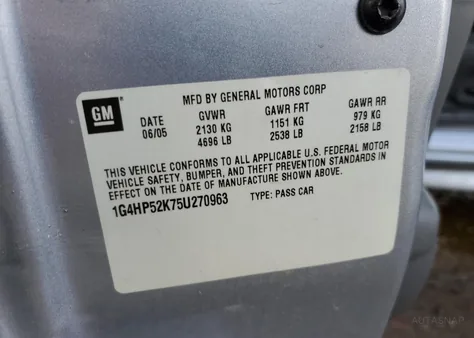 MFD BY GENERAL MOTORS CORP
GM
DATE GVWR GAWR FRT GAWR RR
06/05 2130 KG 1151 KG 979 KG
4696 LB 2538 LB 2158 LB
THIS VEHICLE CONFORMS TO ALL APPLICABLE U.S. FEDERAL MOTOR
VEHICLE SAFETY, BUMPER, AND THEFT PREVENTION STANDARDS IN
EFFECT ON THE DATE OF MANUFACTURE SHOWN ABOVE.
1G4HP52K75U270963 TYPE: PASS CAR
AUTASNAP